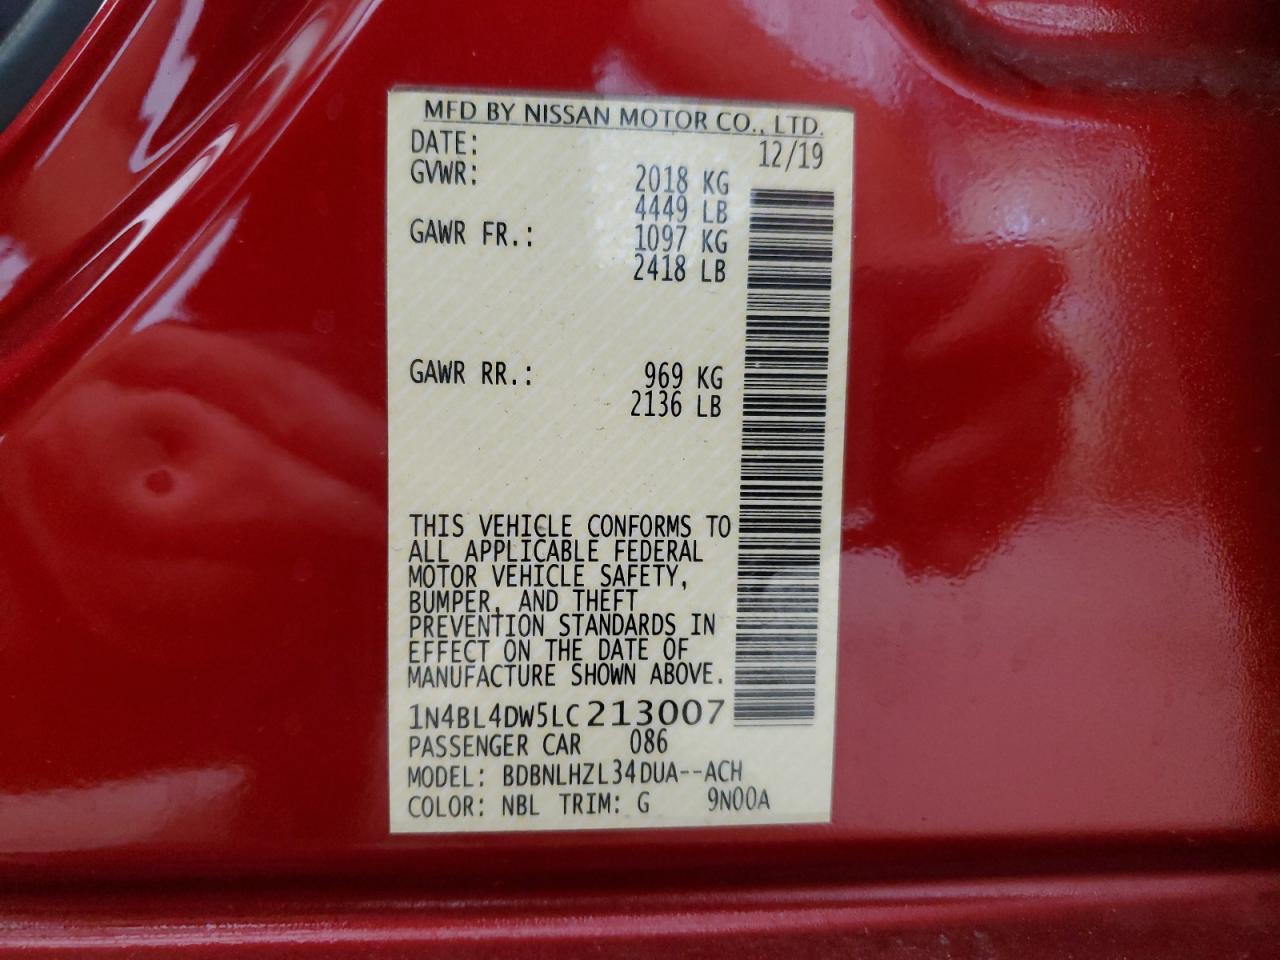 MFD BY NISSAN MOTOR CO., LTD.
DATE: 12/19
GVWR: 2018 KG
4449 LB
GAWR FR.: 1097 KG
2418 LB
GAWR RR.: 969 KG
2136 LB
THIS VEHICLE CONFORMS TO
ALL APPLICABLE FEDERAL
MOTOR VEHICLE SAFETY,
BUMPER, AND THEFT
PREVENTION STANDARDS IN
EFFECT ON THE DATE OF
MANUFACTURE SHOWN ABOVE.
1N4BL4DW5LC213007
PASSENGER CAR 086
MODEL: BDBNLHZL34DUA--ACH
COLOR: NBL TRIM: G 9N00A